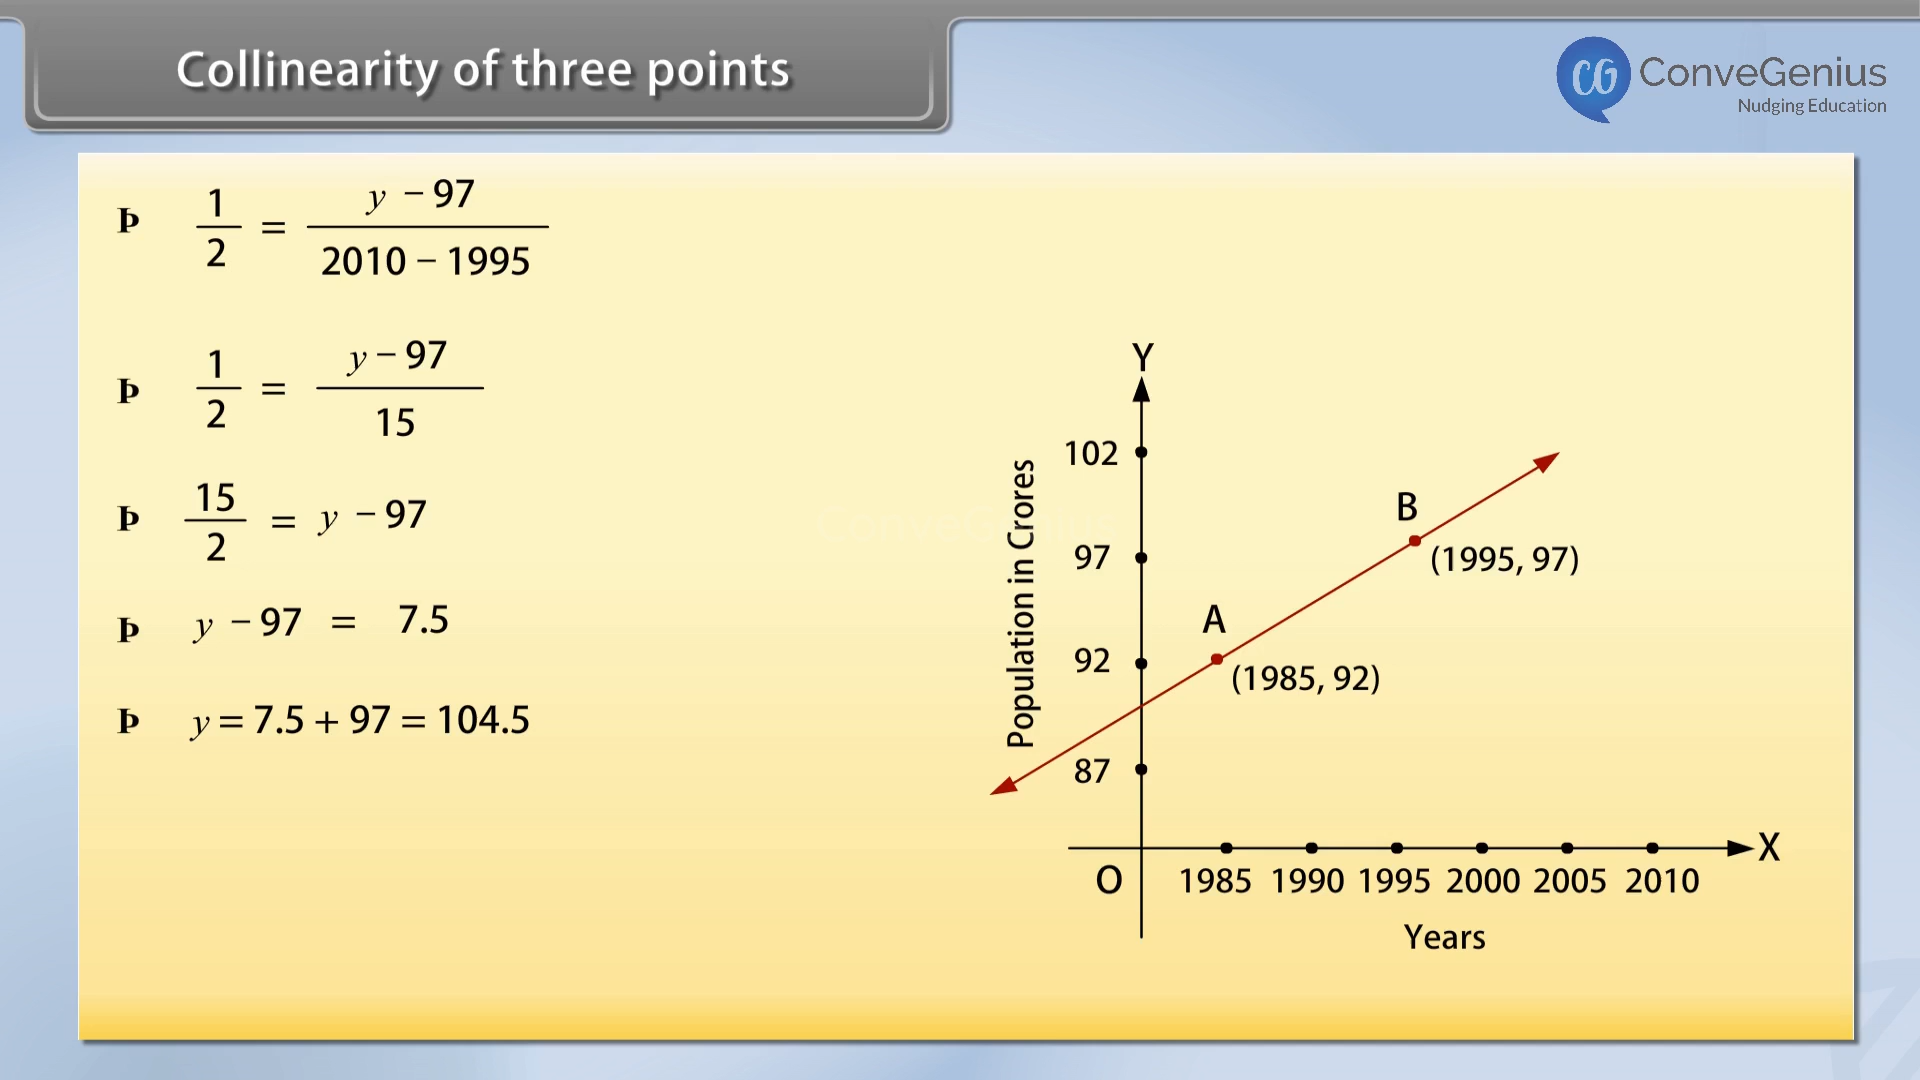 Collinearity of three points
CG ConveGenius
Nudging Education
Þ 1/2 = (y – 97)/(2010 – 1995)
Þ 1/2 = (y – 97)/15
Þ 15/2 = y – 97
Þ y – 97 = 7.5
Þ y = 7.5 + 97 = 104.5
Y
102
97
92
87
Population in Crores
B
(1995, 97)
A
(1985, 92)
O
X
1985 1990 1995 2000 2005 2010
Years
ConveGenius